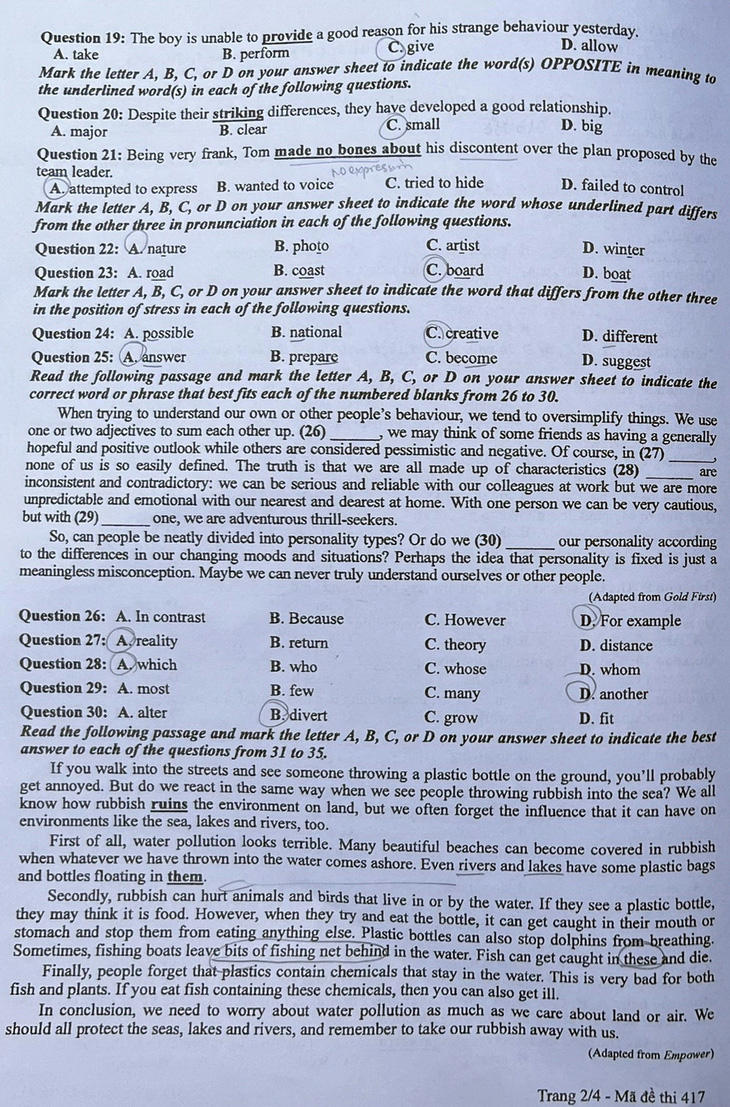 Question 19: The boy is unable to provide a good reason for his strange behaviour yesterday.
A. take B. perform C. give D. allow
Mark the letter A, B, C, or D on your answer sheet to indicate the word(s) OPPOSITE in meaning to
the underlined word(s) in each of the following questions.
Question 20: Despite their striking differences, they have developed a good relationship.
A. major B. clear C. small D. big
Question 21: Being very frank, Tom made no bones about his discontent over the plan proposed by the
team leader.
no expression
A. attempted to express B. wanted to voice C. tried to hide D. failed to control
Mark the letter A, B, C, or D on your answer sheet to indicate the word whose underlined part differs
from the other three in pronunciation in each of the following questions.
Question 22: A. nature B. photo C. artist D. winter
Question 23: A. road B. coast C. board D. boat
Mark the letter A, B, C, or D on your answer sheet to indicate the word that differs from the other three
in the position of stress in each of the following questions.
Question 24: A. possible B. national C. creative D. different
Question 25: A. answer B. prepare C. become D. suggest
Read the following passage and mark the letter A, B, C, or D on your answer sheet to indicate the
correct word or phrase that best fits each of the numbered blanks from 26 to 30.
When trying to understand our own or other people's behaviour, we tend to oversimplify things. We use
one or two adjectives to sum each other up. (26) _______, we may think of some friends as having a generally
hopeful and positive outlook while others are considered pessimistic and negative. Of course, in (27) _______,
none of us is so easily defined. The truth is that we are all made up of characteristics (28) _______ are
inconsistent and contradictory: we can be serious and reliable with our colleagues at work but we are more
unpredictable and emotional with our nearest and dearest at home. With one person we can be very cautious,
but with (29) _______ one, we are adventurous thrill-seekers.
So, can people be neatly divided into personality types? Or do we (30) _______ our personality according
to the differences in our changing moods and situations? Perhaps the idea that personality is fixed is just a
meaningless misconception. Maybe we can never truly understand ourselves or other people.
(Adapted from Gold First)
Question 26: A. In contrast B. Because C. However D. For example
Question 27: A. reality B. return C. theory D. distance
Question 28: A. which B. who C. whose D. whom
Question 29: A. most B. few C. many D. another
Question 30: A. alter B. divert C. grow D. fit
Read the following passage and mark the letter A, B, C, or D on your answer sheet to indicate the best
answer to each of the questions from 31 to 35.
If you walk into the streets and see someone throwing a plastic bottle on the ground, you'll probably
get annoyed. But do we react in the same way when we see people throwing rubbish into the sea? We all
know how rubbish ruins the environment on land, but we often forget the influence that it can have on
environments like the sea, lakes and rivers, too.
First of all, water pollution looks terrible. Many beautiful beaches can become covered in rubbish
when whatever we have thrown into the water comes ashore. Even rivers and lakes have some plastic bags
and bottles floating in them.
Secondly, rubbish can hurt animals and birds that live in or by the water. If they see a plastic bottle,
they may think it is food. However, when they try and eat the bottle, it can get caught in their mouth or
stomach and stop them from eating anything else. Plastic bottles can also stop dolphins from breathing.
Sometimes, fishing boats leave bits of fishing net behind in the water. Fish can get caught in these and die.
Finally, people forget that plastics contain chemicals that stay in the water. This is very bad for both
fish and plants. If you eat fish containing these chemicals, then you can also get ill.
In conclusion, we need to worry about water pollution as much as we care about land or air. We
should all protect the seas, lakes and rivers, and remember to take our rubbish away with us.
(Adapted from Empower)
Trang 2/4 - Mã đề thi 417